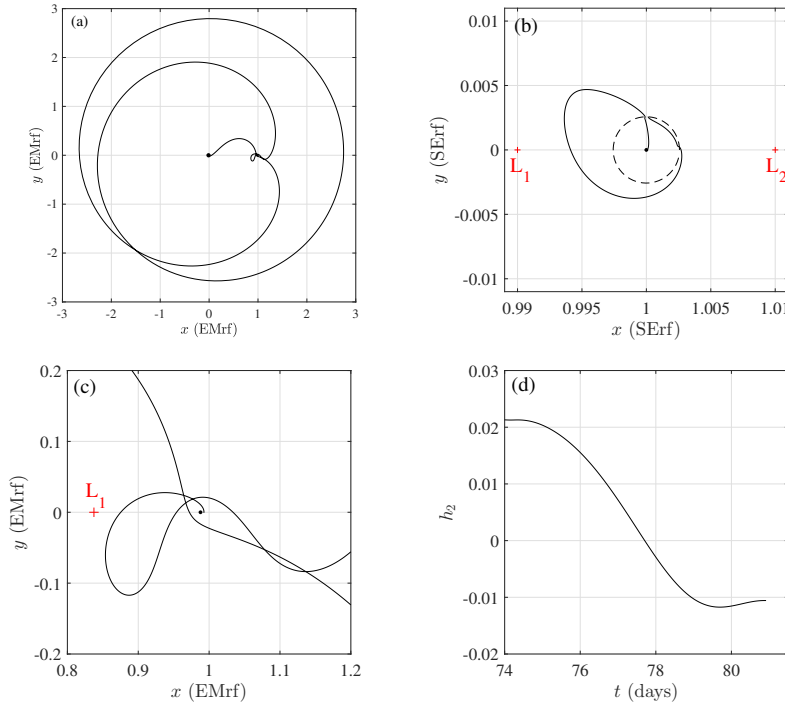 (a)
3
2
1
0
-1
-2
-3
y (EMrf)
-3 -2 -1 0 1 2 3
x (EMrf)
(b)
0.01
0.005
0
-0.005
-0.01
y (SErf)
L1
L2
0.99 0.995 1 1.005 1.01
x (SErf)
(c)
0.2
0.1
0
-0.1
-0.2
y (EMrf)
L1
0.8 0.9 1 1.1 1.2
x (EMrf)
(d)
0.03
0.02
0.01
0
-0.01
-0.02
h2
74 76 78 80
t (days)